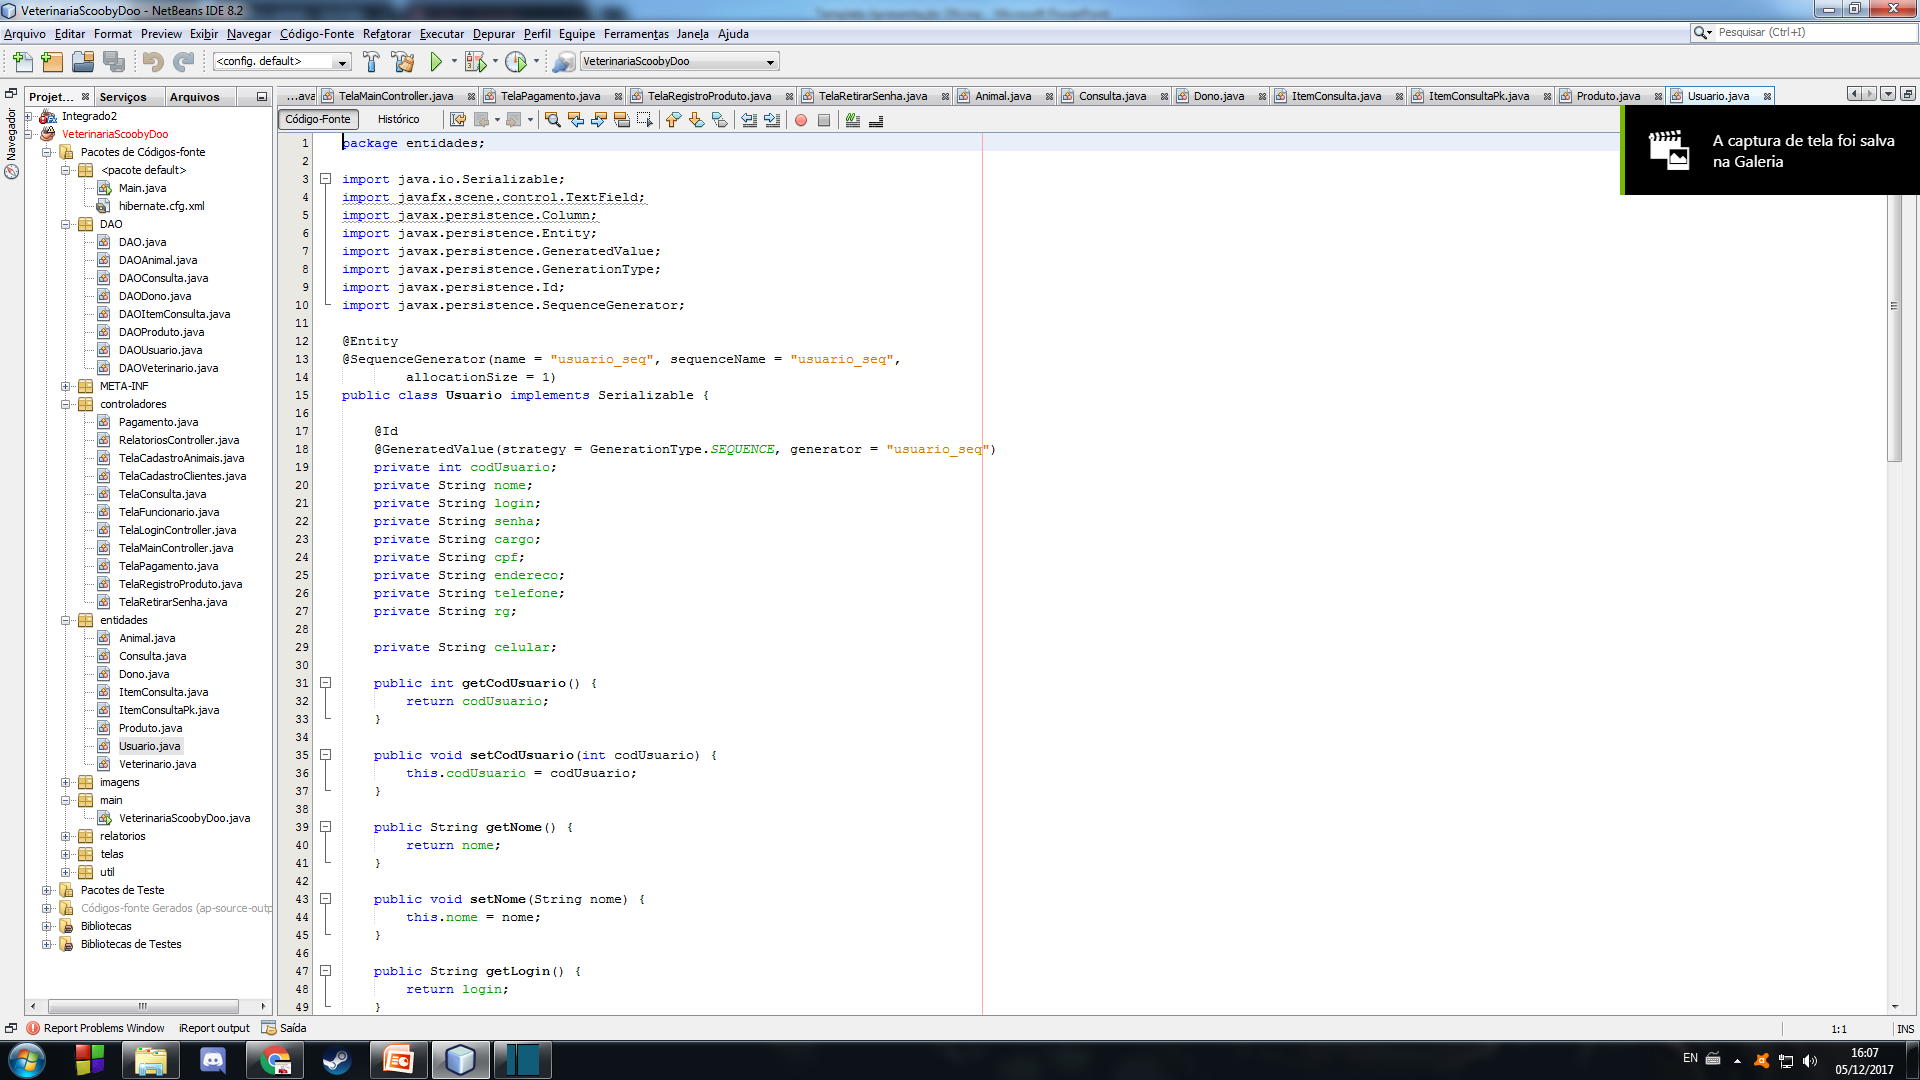 VeterinariaScoobyDoo - NetBeans IDE 8.2
Template Apresentação Oficina - Microsoft PowerPoint
Arquivo Editar Format Preview Exibir Navegar Código-Fonte Refatorar Executar Depurar Perfil Equipe Ferramentas Janela Ajuda
Pesquisar (Ctrl+I)
<config. default>
VeterinariaScoobyDoo
Projet... Serviços Arquivos
...ava TelaMainController.java TelaPagamento.java TelaRegistroProduto.java TelaRetirarSenha.java Animal.java Consulta.java Dono.java ItemConsulta.java ItemConsultaPk.java Produto.java Usuario.java
Código-Fonte Histórico
A captura de tela foi salva
na Galeria
Navegador
Integrado2
VeterinariaScoobyDoo
Pacotes de Códigos-fonte
<pacote default>
Main.java
hibernate.cfg.xml
DAO
DAO.java
DAOAnimal.java
DAOConsulta.java
DAODono.java
DAOItemConsulta.java
DAOProduto.java
DAOUsuario.java
DAOVeterinario.java
META-INF
controladores
Pagamento.java
RelatoriosController.java
TelaCadastroAnimais.java
TelaCadastroClientes.java
TelaConsulta.java
TelaFuncionario.java
TelaLoginController.java
TelaMainController.java
TelaPagamento.java
TelaRegistroProduto.java
TelaRetirarSenha.java
entidades
Animal.java
Consulta.java
Dono.java
ItemConsulta.java
ItemConsultaPk.java
Produto.java
Usuario.java
Veterinario.java
imagens
main
VeterinariaScoobyDoo.java
relatorios
telas
util
Pacotes de Teste
Códigos-fonte Gerados (ap-source-outp
Bibliotecas
Bibliotecas de Testes
1 package entidades;
2
3 import java.io.Serializable;
4 import javafx.scene.control.TextField;
5 import javax.persistence.Column;
6 import javax.persistence.Entity;
7 import javax.persistence.GeneratedValue;
8 import javax.persistence.GenerationType;
9 import javax.persistence.Id;
10 import javax.persistence.SequenceGenerator;
11
12 @Entity
13 @SequenceGenerator(name = "usuario_seq", sequenceName = "usuario_seq",
14 allocationSize = 1)
15 public class Usuario implements Serializable {
16
17 @Id
18 @GeneratedValue(strategy = GenerationType.SEQUENCE, generator = "usuario_seq")
19 private int codUsuario;
20 private String nome;
21 private String login;
22 private String senha;
23 private String cargo;
24 private String cpf;
25 private String endereco;
26 private String telefone;
27 private String rg;
28
29 private String celular;
30
31 public int getCodUsuario() {
32 return codUsuario;
33 }
34
35 public void setCodUsuario(int codUsuario) {
36 this.codUsuario = codUsuario;
37 }
38
39 public String getNome() {
40 return nome;
41 }
42
43 public void setNome(String nome) {
44 this.nome = nome;
45 }
46
47 public String getLogin() {
48 return login;
49 }
Report Problems Window iReport output Saída
1:1 INS
EN
16:07
05/12/2017